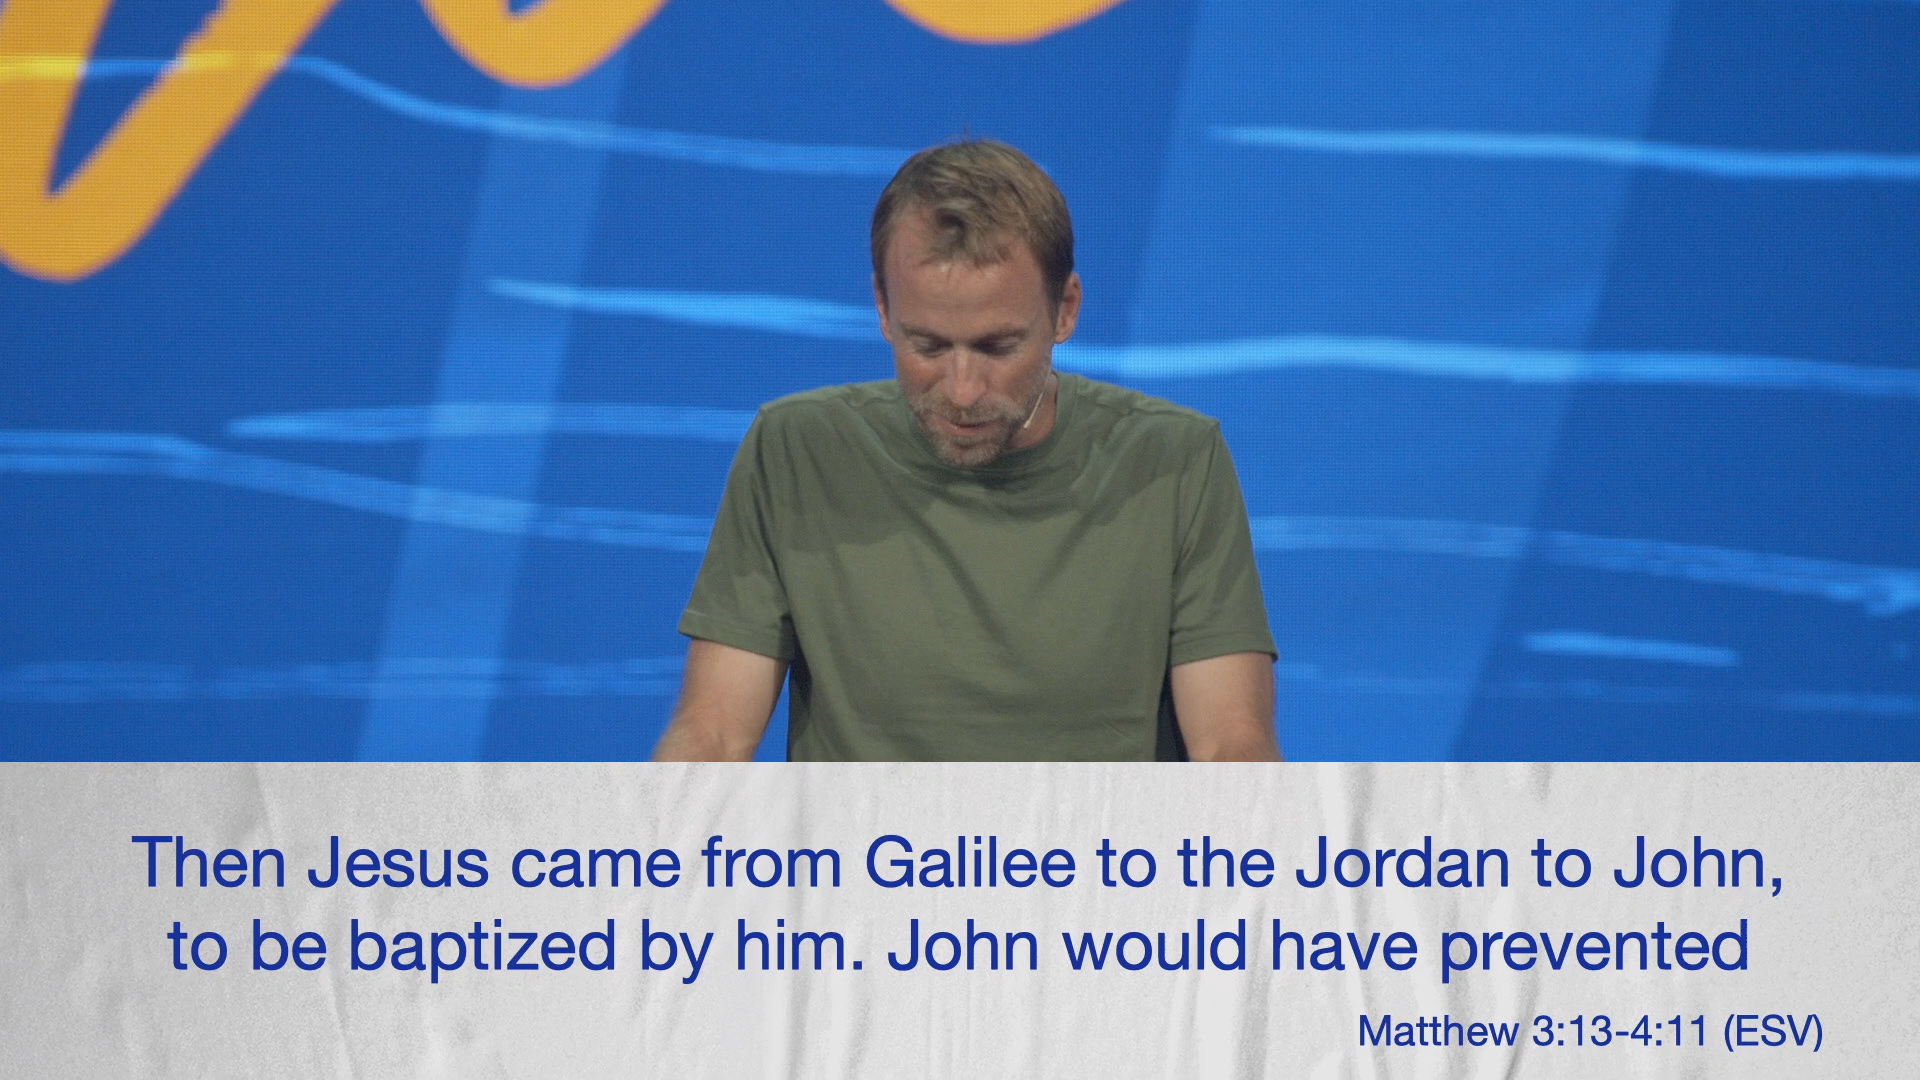 Then Jesus came from Galilee to the Jordan to John,
to be baptized by him. John would have prevented
Matthew 3:13-4:11 (ESV)